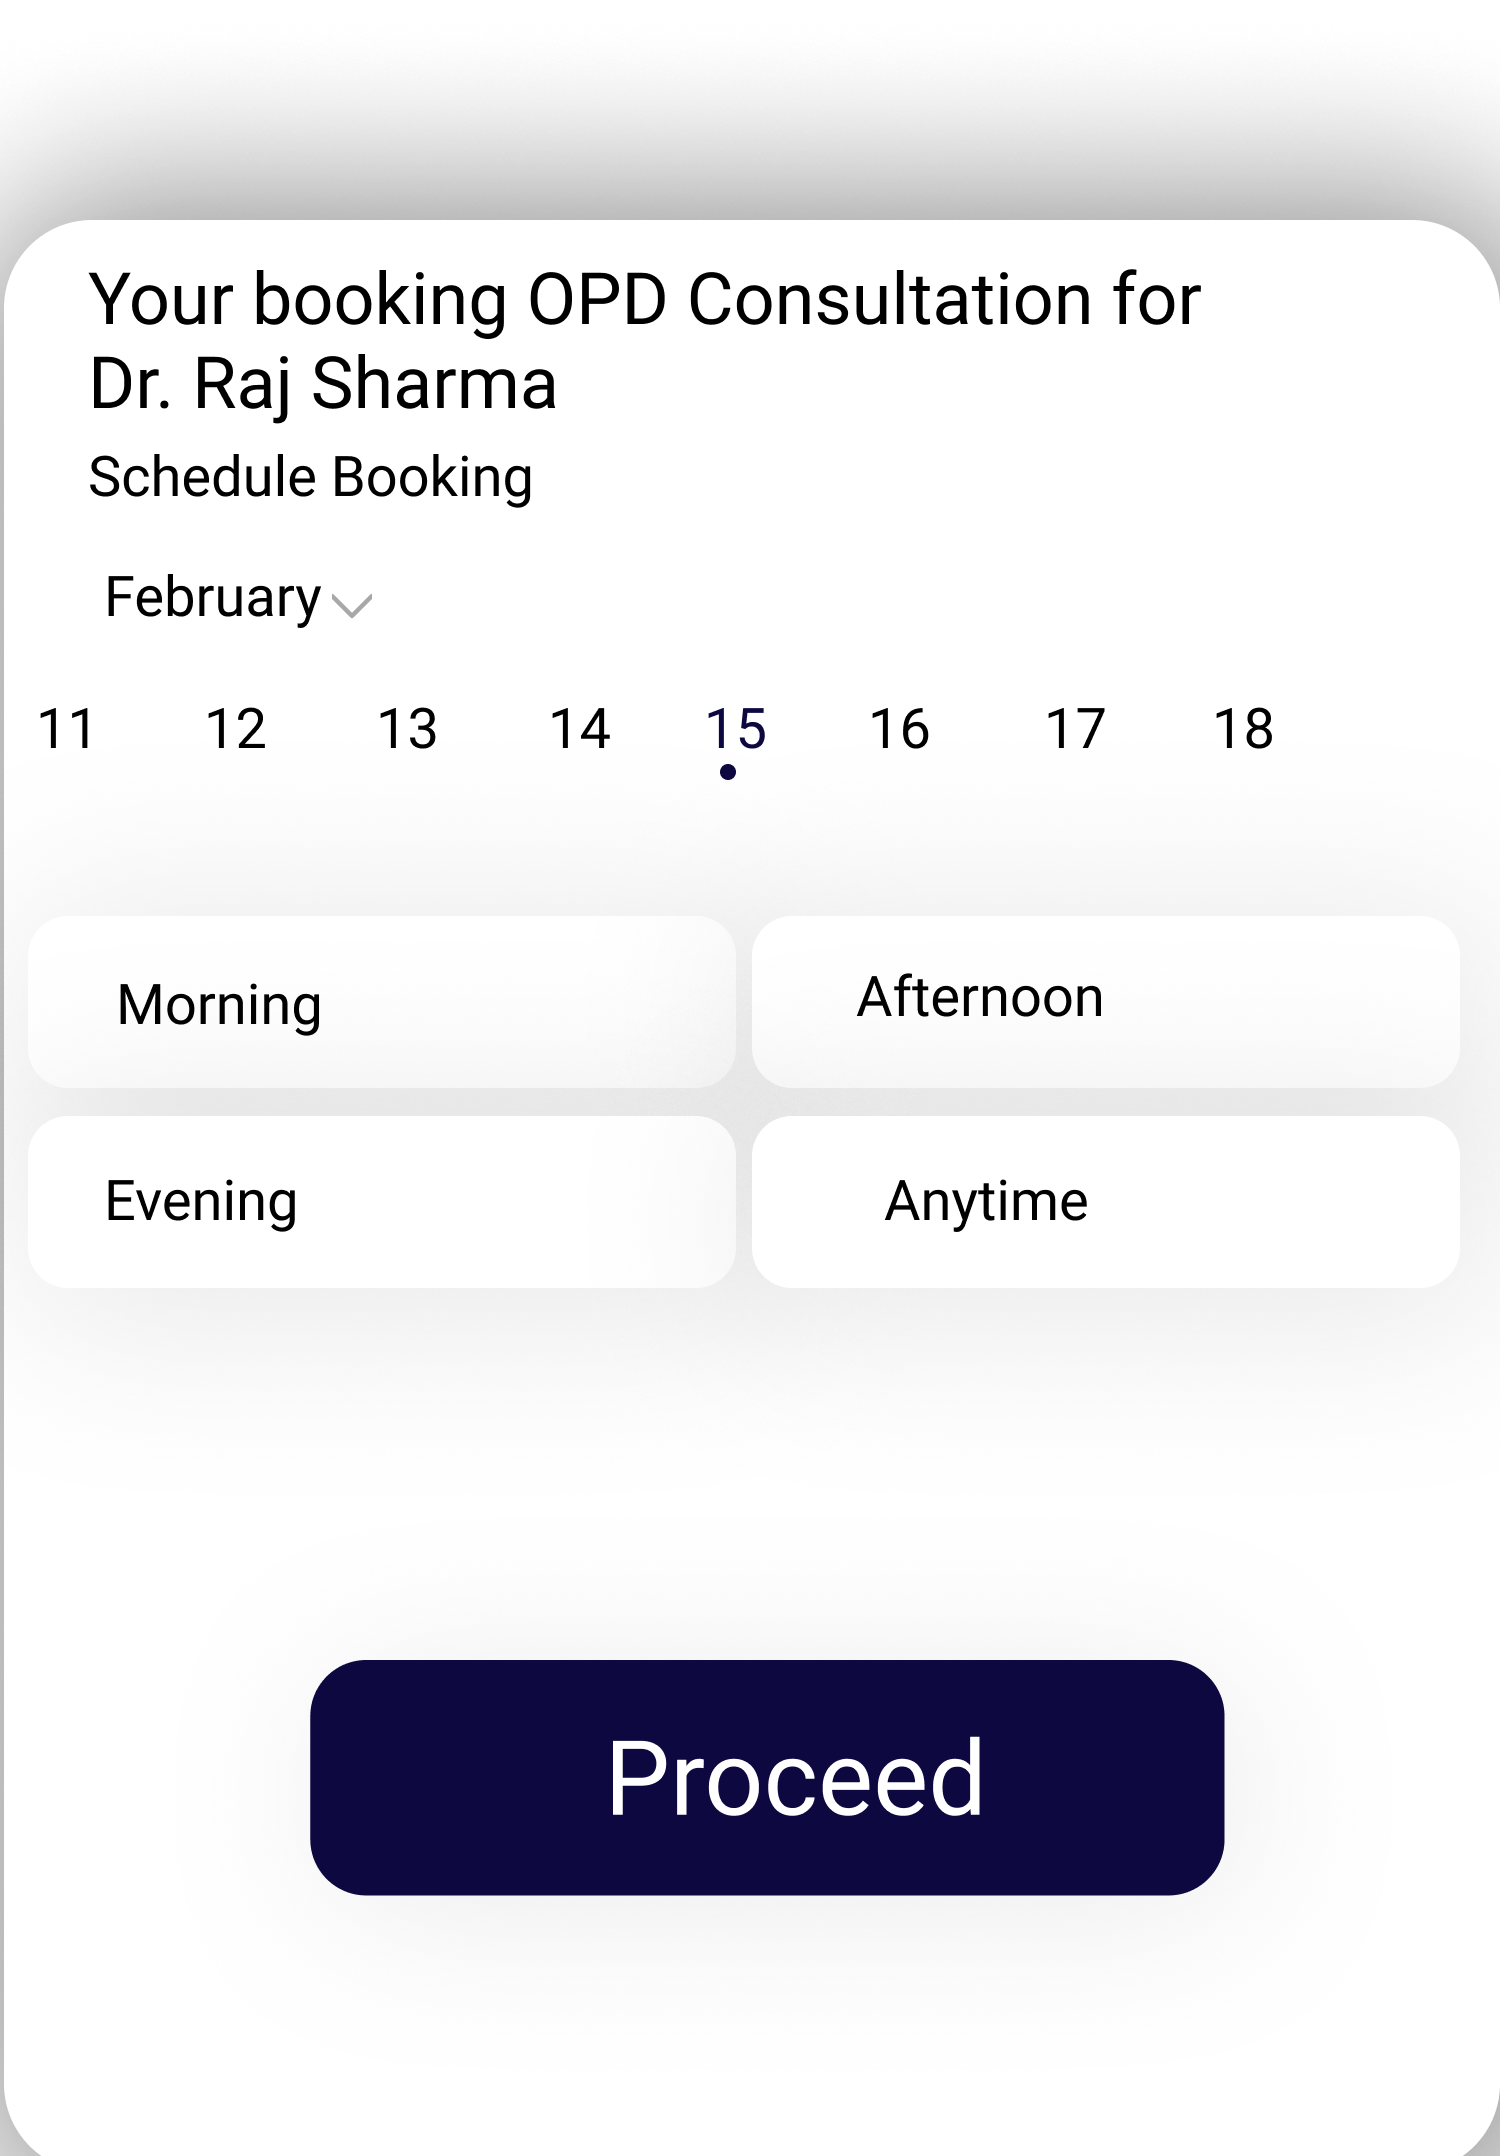 Your booking OPD Consultation for
Dr. Raj Sharma
Schedule Booking
February
11 12 13 14 15 16 17 18
Morning Afternoon
Evening Anytime
Proceed